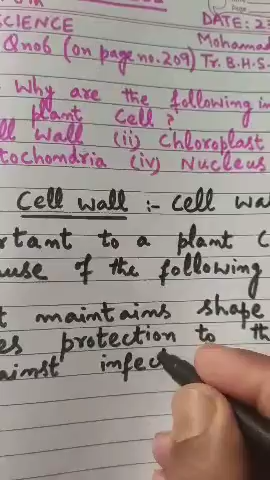 SCIENCE
DATE: 2
Qno6 (on page no. 209)
Mohamad
Tr. B.H.S.
Why are the following in
plant Cell?
ll wall (ii) Chloroplast
tochondria (iv) Nucleus
Cell wall :- cell wa
rtant to a plant c
use of the following
t maintains shape
es protection to th
ainst infec